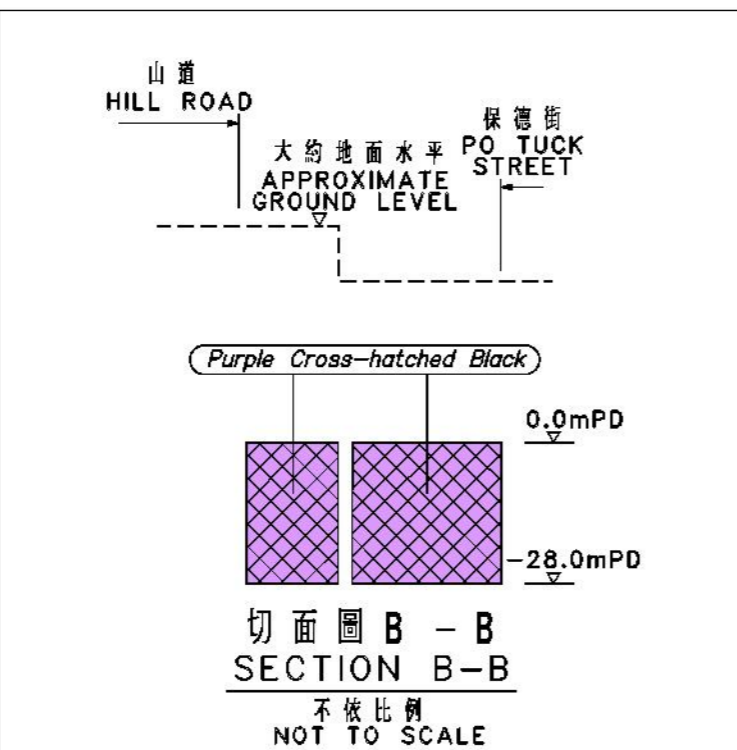 山道
HILL ROAD
保德街
PO TUCK
STREET
大約地面水平
APPROXIMATE
GROUND LEVEL
Purple Cross-hatched Black
0.0mPD
-28.0mPD
切面圖 B - B
SECTION B-B
不依比例
NOT TO SCALE